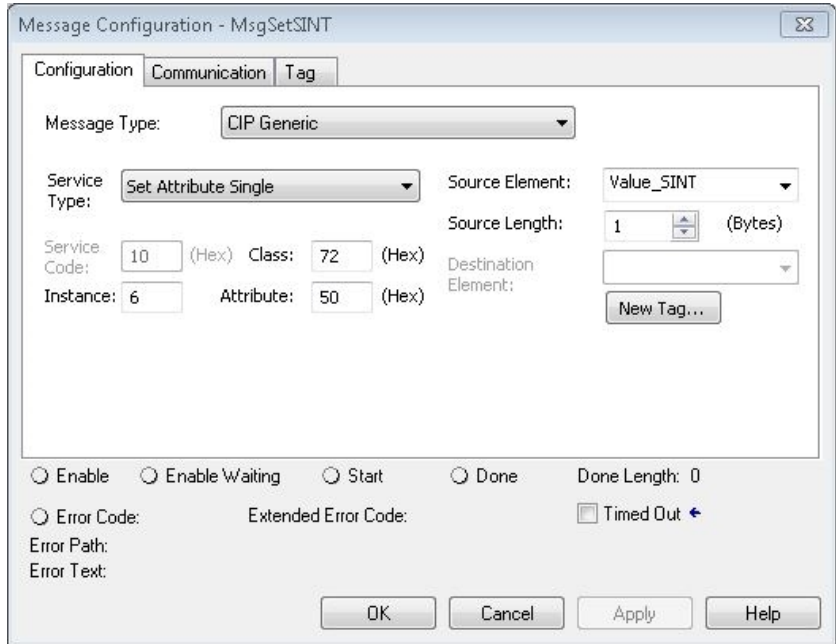 Message Configuration - MsgSetSINT
Configuration Communication Tag
Message Type: CIP Generic
Service Type: Set Attribute Single
Source Element: Value_SINT
Source Length: 1 (Bytes)
Service Code: 10 (Hex) Class: 72 (Hex)
Destination Element:
Instance: 6 Attribute: 50 (Hex)
New Tag...
Enable Enable Waiting Start Done Done Length: 0
Error Code: Extended Error Code: Timed Out
Error Path:
Error Text:
OK Cancel Apply Help